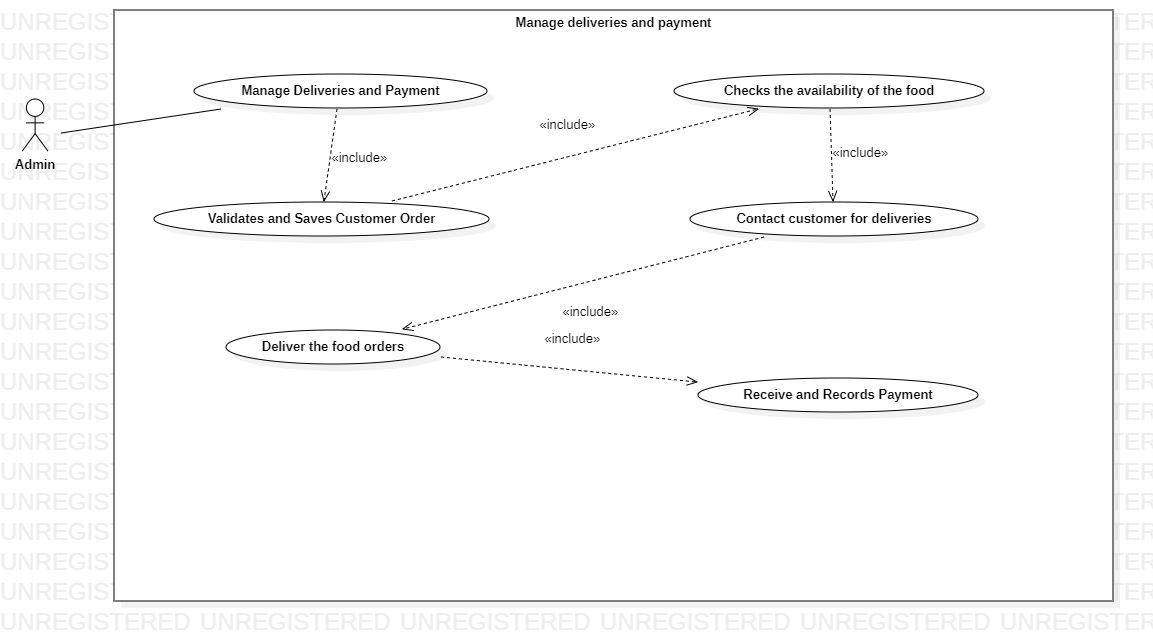 Manage deliveries and payment
Manage Deliveries and Payment
Checks the availability of the food
«include»
«include»
«include»
Admin
Validates and Saves Customer Order
Contact customer for deliveries
«include»
«include»
Deliver the food orders
Receive and Records Payment
UNREGISTERED UNREGISTERED UNREGISTERED UNREGISTERED UNREGISTERED UNREGISTER